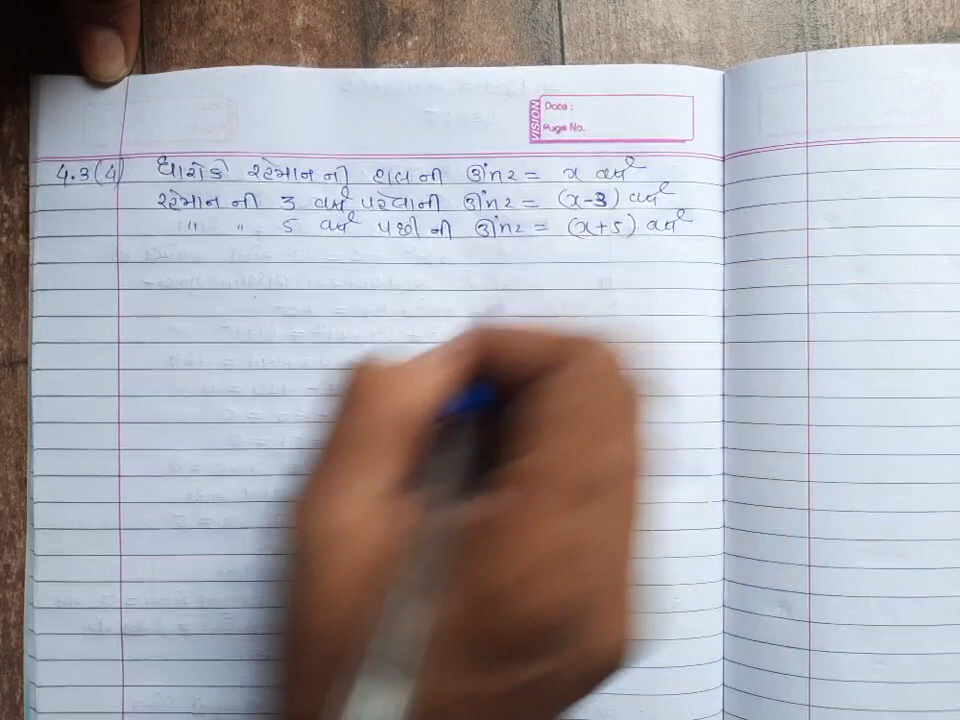 VISION
Date :
Page No.
4.3(4) ધારોકે રહેમાન ની હાલ ની ઉંમર = x વર્ષ
રહેમાન ની 3 વર્ષ પહેલાની ઉંમર = (x-3) વર્ષ
'' '' 5 વર્ષ પછી ની ઉંમર = (x+5) વર્ષ